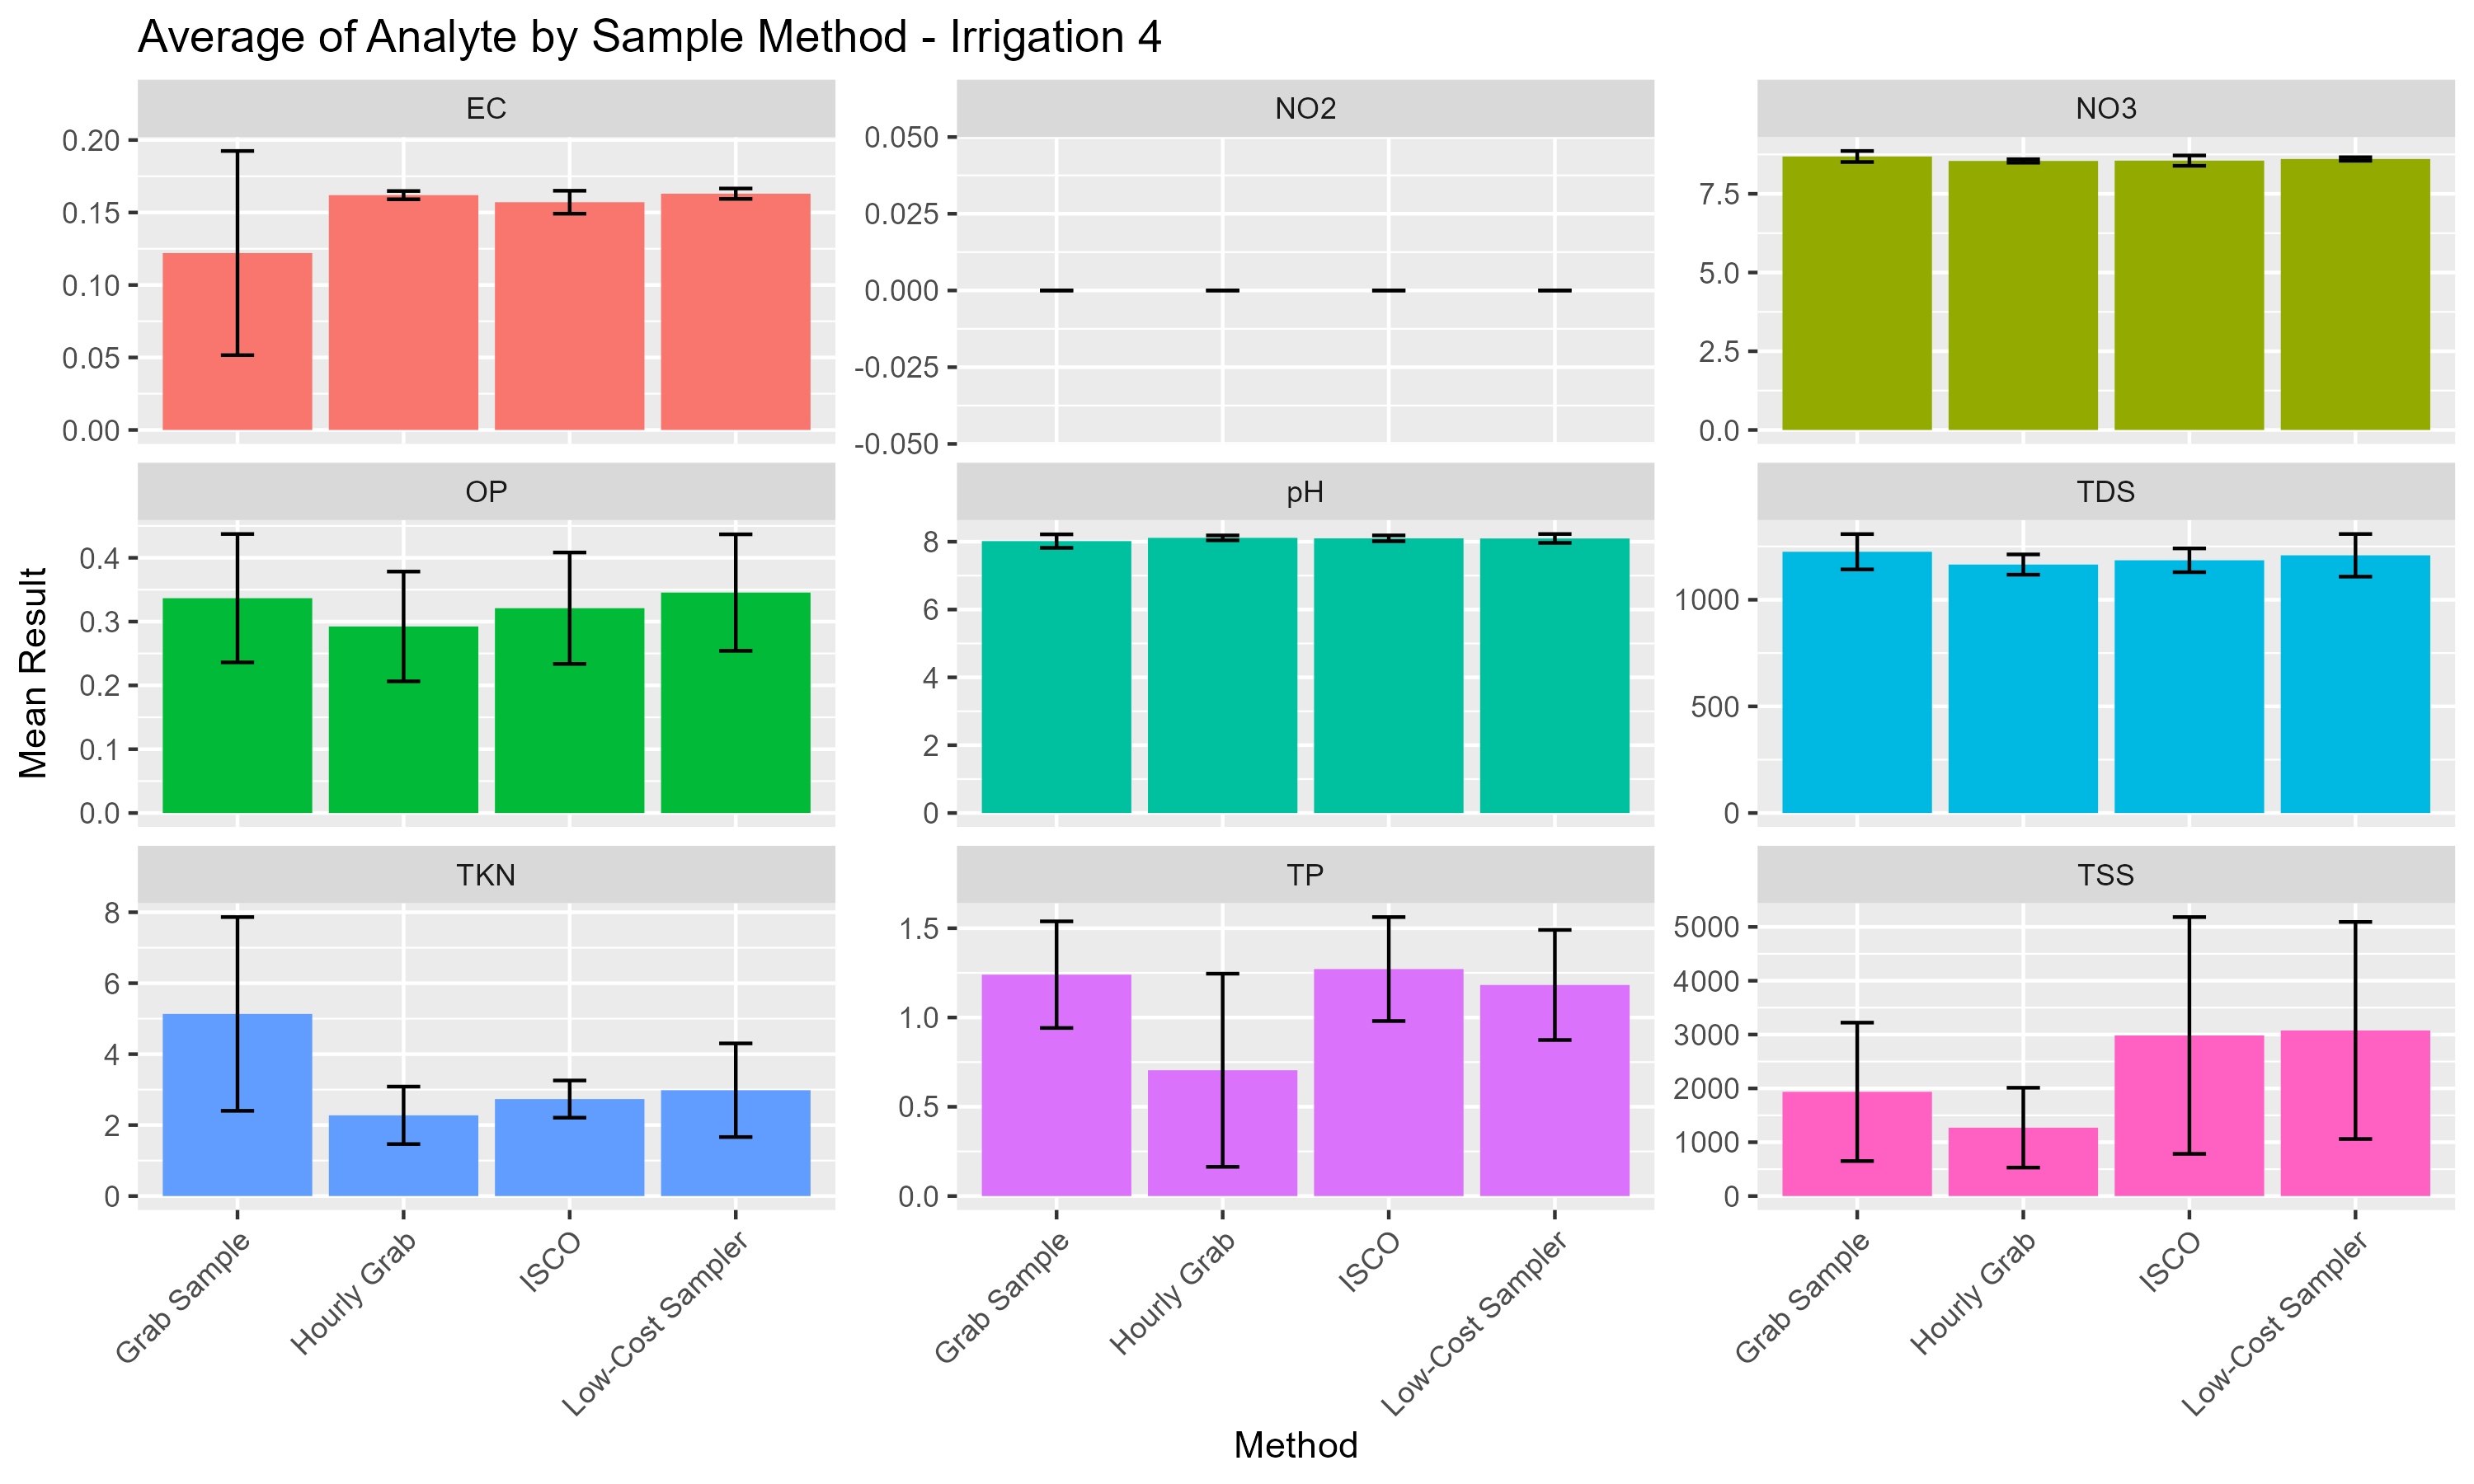 Average of Analyte by Sample Method - Irrigation 4
EC
NO2
NO3
0.20
0.15
0.10
0.05
0.00
0.050
0.025
0.000
-0.025
-0.050
7.5
5.0
2.5
0.0
OP
pH
TDS
0.4
0.3
0.2
0.1
0.0
8
6
4
2
0
1000
500
0
Mean Result
TKN
TP
TSS
8
6
4
2
0
1.5
1.0
0.5
0.0
5000
4000
3000
2000
1000
0
Grab Sample
Hourly Grab
ISCO
Low-Cost Sampler
Grab Sample
Hourly Grab
ISCO
Low-Cost Sampler
Grab Sample
Hourly Grab
ISCO
Low-Cost Sampler
Method